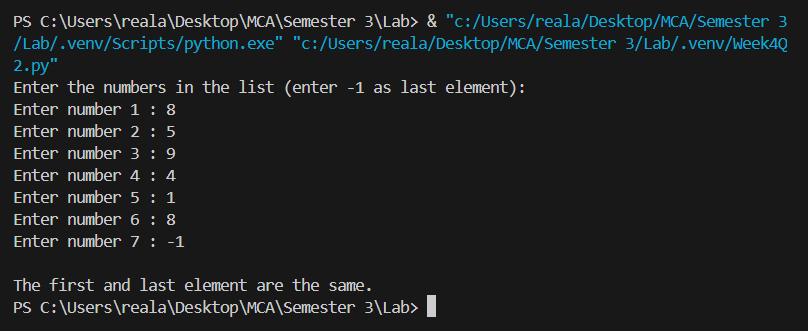 PS C:\Users\reala\Desktop\MCA\Semester 3\Lab> & "c:/Users/reala/Desktop/MCA/Semester 3
/Lab/.venv/Scripts/python.exe" "c:/Users/reala/Desktop/MCA/Semester 3/Lab/.venv/Week4Q
2.py"
Enter the numbers in the list (enter -1 as last element):
Enter number 1 : 8
Enter number 2 : 5
Enter number 3 : 9
Enter number 4 : 4
Enter number 5 : 1
Enter number 6 : 8
Enter number 7 : -1
The first and last element are the same.
PS C:\Users\reala\Desktop\MCA\Semester 3\Lab>